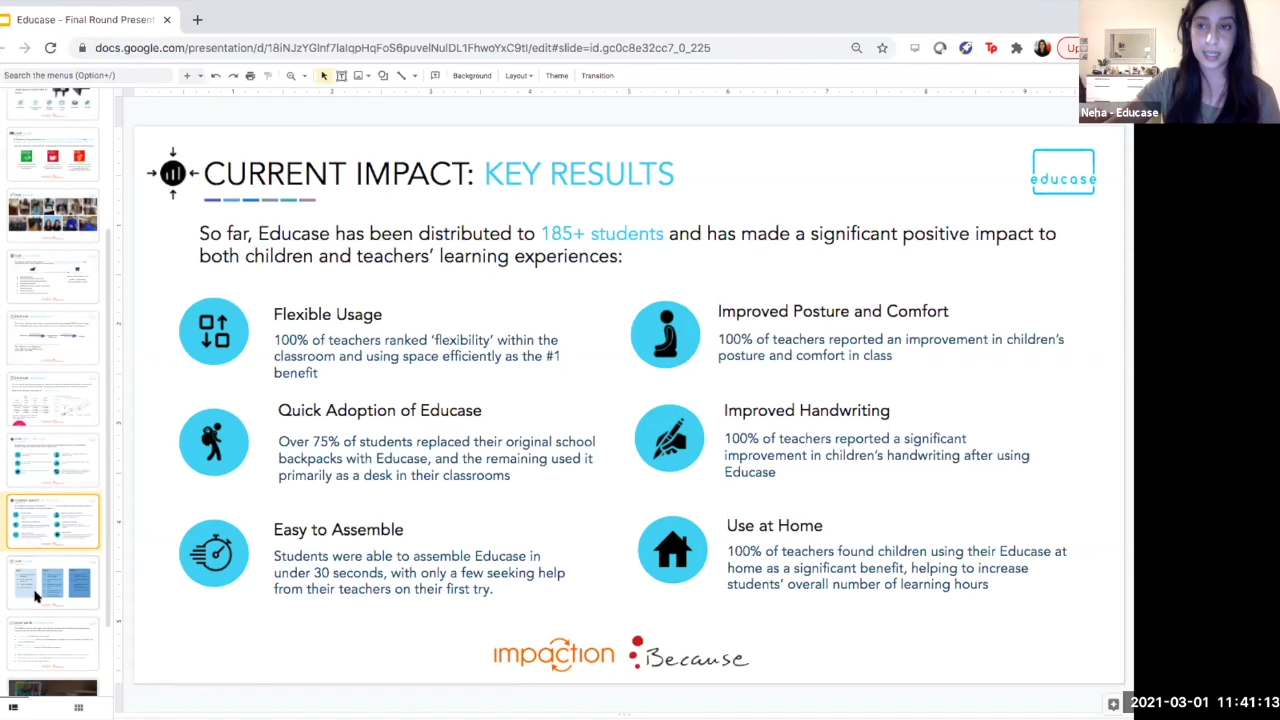 Educase - Final Round Present
docs.google.com/presentation/d/18iNJzYGlnf7laIqpHqFxS6puvelNuiDL1FhwoYxC9tI/edit#slide=id.gc0c8e32cc7_0_225
Search the menus (Option+/)
Background
Layout
Theme
Transition
Neha - Educase
CURRENT IMPACT: KEY RESULTS
educase
So far, Educase has been distributed to 185+ students and has made a significant positive impact to
both children and teachers' learning experiences:
Flexible Usage
100% of teachers ranked 'flexibility' within the
classroom and using space efficiency as the #1
benefit
Improved Posture and Comfort
100% of teachers reported an improvement in children's
posture and comfort in class
Quick Adoption of Educase
Over 75% of students replaced their original school
backpacks with Educase, and the remaining used it
primarily as a desk in their classrooms
Improved Handwriting
100% of teachers reported a significant
improvement in children's handwriting after using
Educase
Easy to Assemble
Students were able to assemble Educase in
under 30 seconds, with only few seeking help
from their teachers on their first try.
Use at Home
100% of teachers found children using their Educase at
home as a significant benefit, helping to increase
students' overall number of learning hours
impaction
Because
2021-03-01 11:41:13